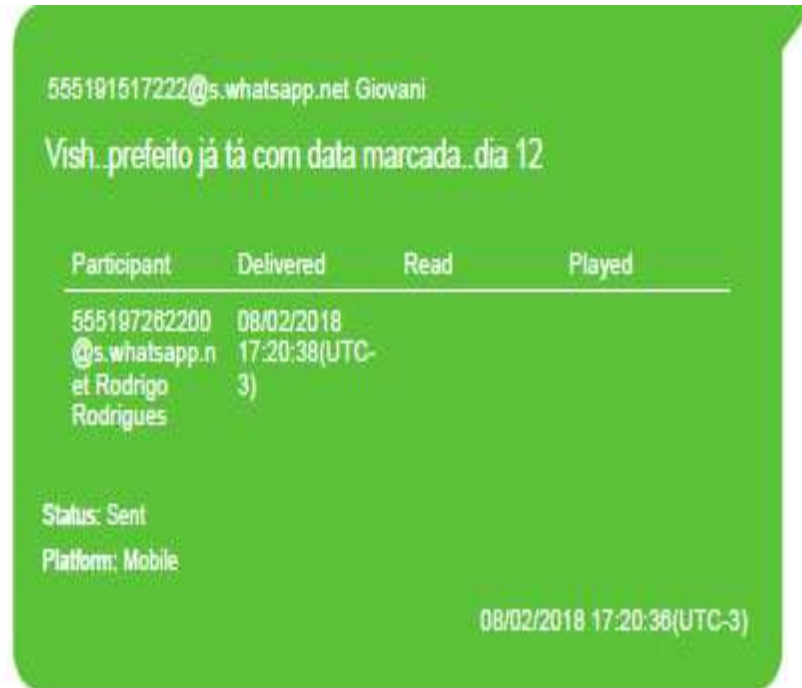 555191517222@s.whatsapp.net Giovani
Vish..prefeito já tá com data marcada..dia 12
Participant Delivered Read Played
555197262200 08/02/2018
@s.whatsapp.n 17:20:38(UTC-
et Rodrigo 3)
Rodrigues
Status: Sent
Platform: Mobile
08/02/2018 17:20:36(UTC-3)